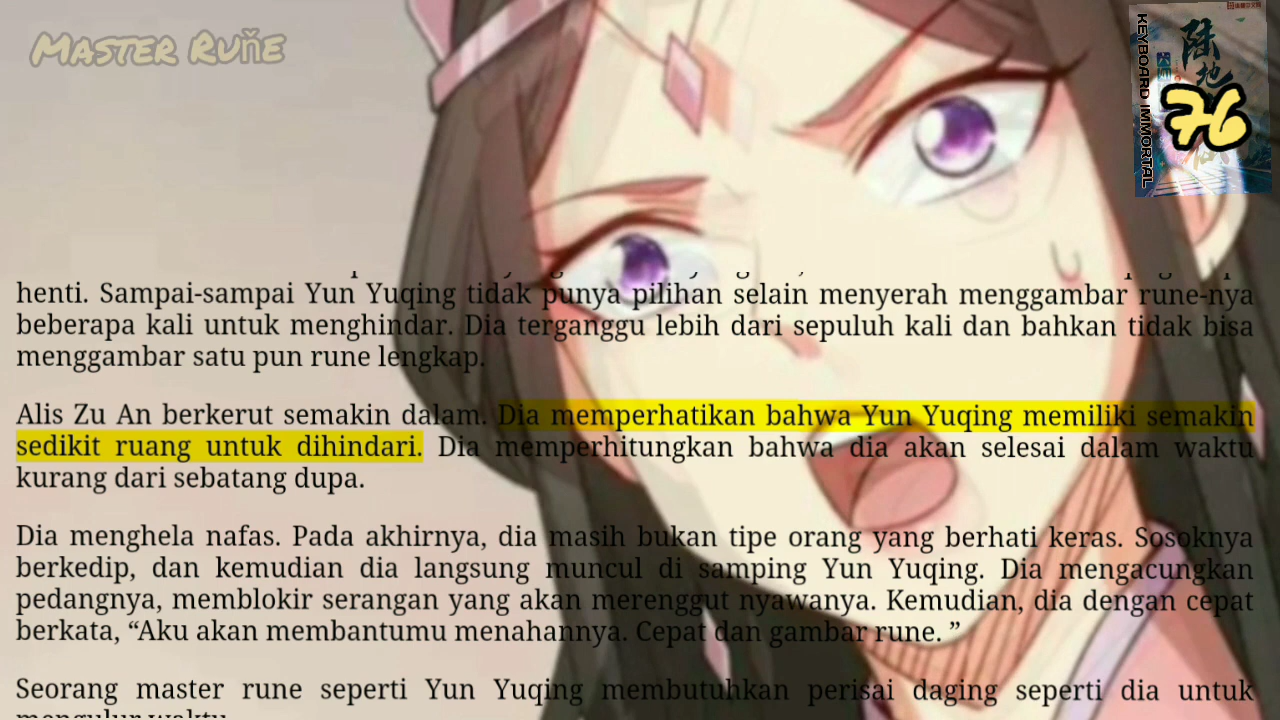 MASTER RUňE
KEYBOARD IMMORTAL
陆地
76
henti. Sampai-sampai Yun Yuqing tidak punya pilihan selain menyerah menggambar rune-nya
beberapa kali untuk menghindar. Dia terganggu lebih dari sepuluh kali dan bahkan tidak bisa
menggambar satu pun rune lengkap.
Alis Zu An berkerut semakin dalam. Dia memperhatikan bahwa Yun Yuqing memiliki semakin
sedikit ruang untuk dihindari. Dia memperhitungkan bahwa dia akan selesai dalam waktu
kurang dari sebatang dupa.
Dia menghela nafas. Pada akhirnya, dia masih bukan tipe orang yang berhati keras. Sosoknya
berkedip, dan kemudian dia langsung muncul di samping Yun Yuqing. Dia mengacungkan
pedangnya, memblokir serangan yang akan merenggut nyawanya. Kemudian, dia dengan cepat
berkata, “Aku akan membantumu menahannya. Cepat dan gambar rune. ”
Seorang master rune seperti Yun Yuqing membutuhkan perisai daging seperti dia untuk
mengulur waktu.